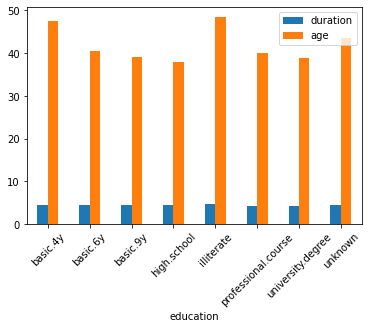 50
40
30
20
10
0
duration
age
basic.4y
basic.6y
basic.9y
high.school
illiterate
professional.course
university.degree
unknown
education